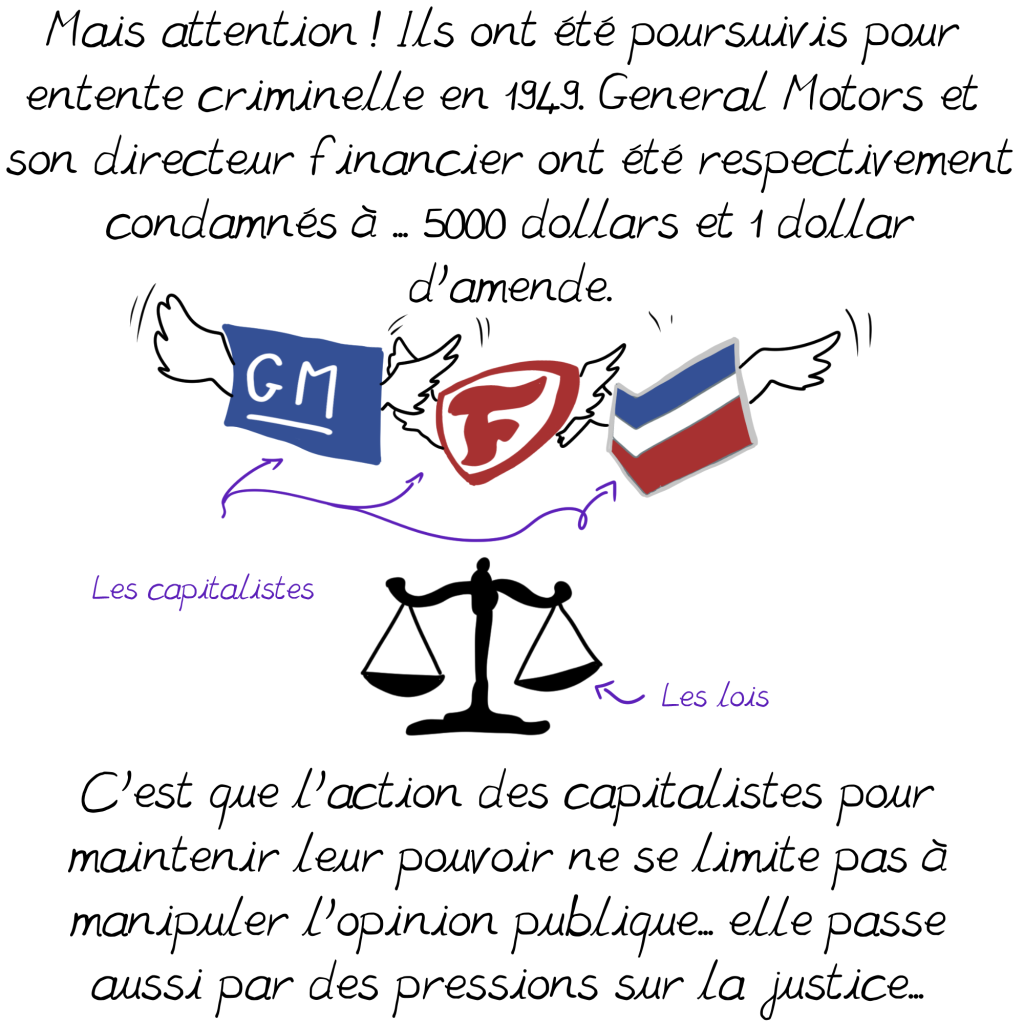 Mais attention ! Ils ont été poursuivis pour
entente criminelle en 1949. General Motors et
son directeur financier ont été respectivement
condamnés à ... 5000 dollars et 1 dollar
d'amende.
GM
F
Les capitalistes
Les lois
C'est que l'action des capitalistes pour
maintenir leur pouvoir ne se limite pas à
manipuler l'opinion publique... elle passe
aussi par des pressions sur la justice...